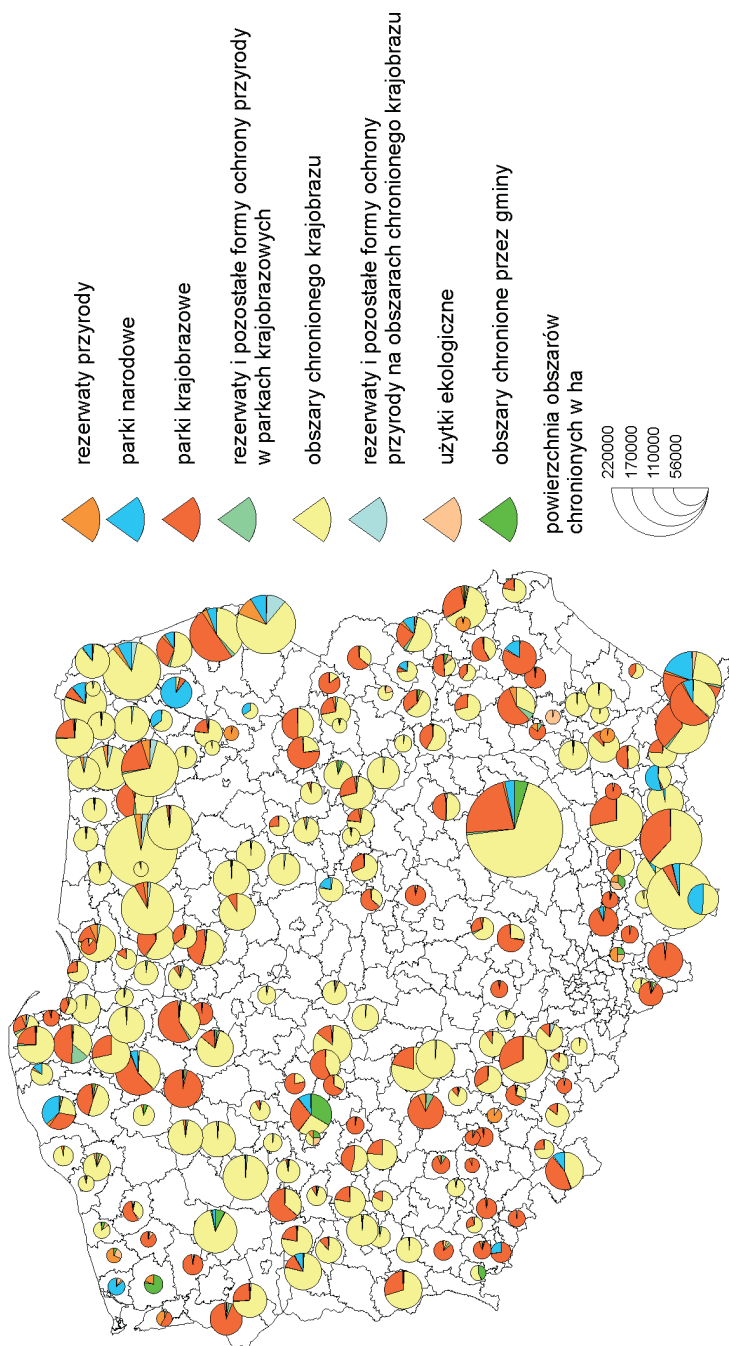 rezerwaty przyrody
parki narodowe
parki krajobrazowe
rezerwaty i pozostałe formy ochrony przyrody
w parkach krajobrazowych
obszary chronionego krajobrazu
rezerwaty i pozostałe formy ochrony
przyrody na obszarach chronionego krajobrazu
użytki ekologiczne
obszary chronione przez gminy
powierzchnia obszarów
chronionych w ha
220000
170000
110000
56000